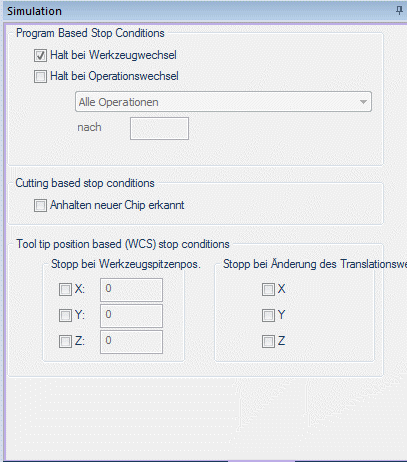 Simulation
Program Based Stop Conditions
Halt bei Werkzeugwechsel
Halt bei Operationswechsel
Alle Operationen
nach
Cutting based stop conditions
Anhalten neuer Chip erkannt
Tool tip position based (WCS) stop conditions
Stopp bei Werkzeugspitzenpos.
X: 0
Y: 0
Z: 0
Stopp bei Änderung des Translationswe
X
Y
Z